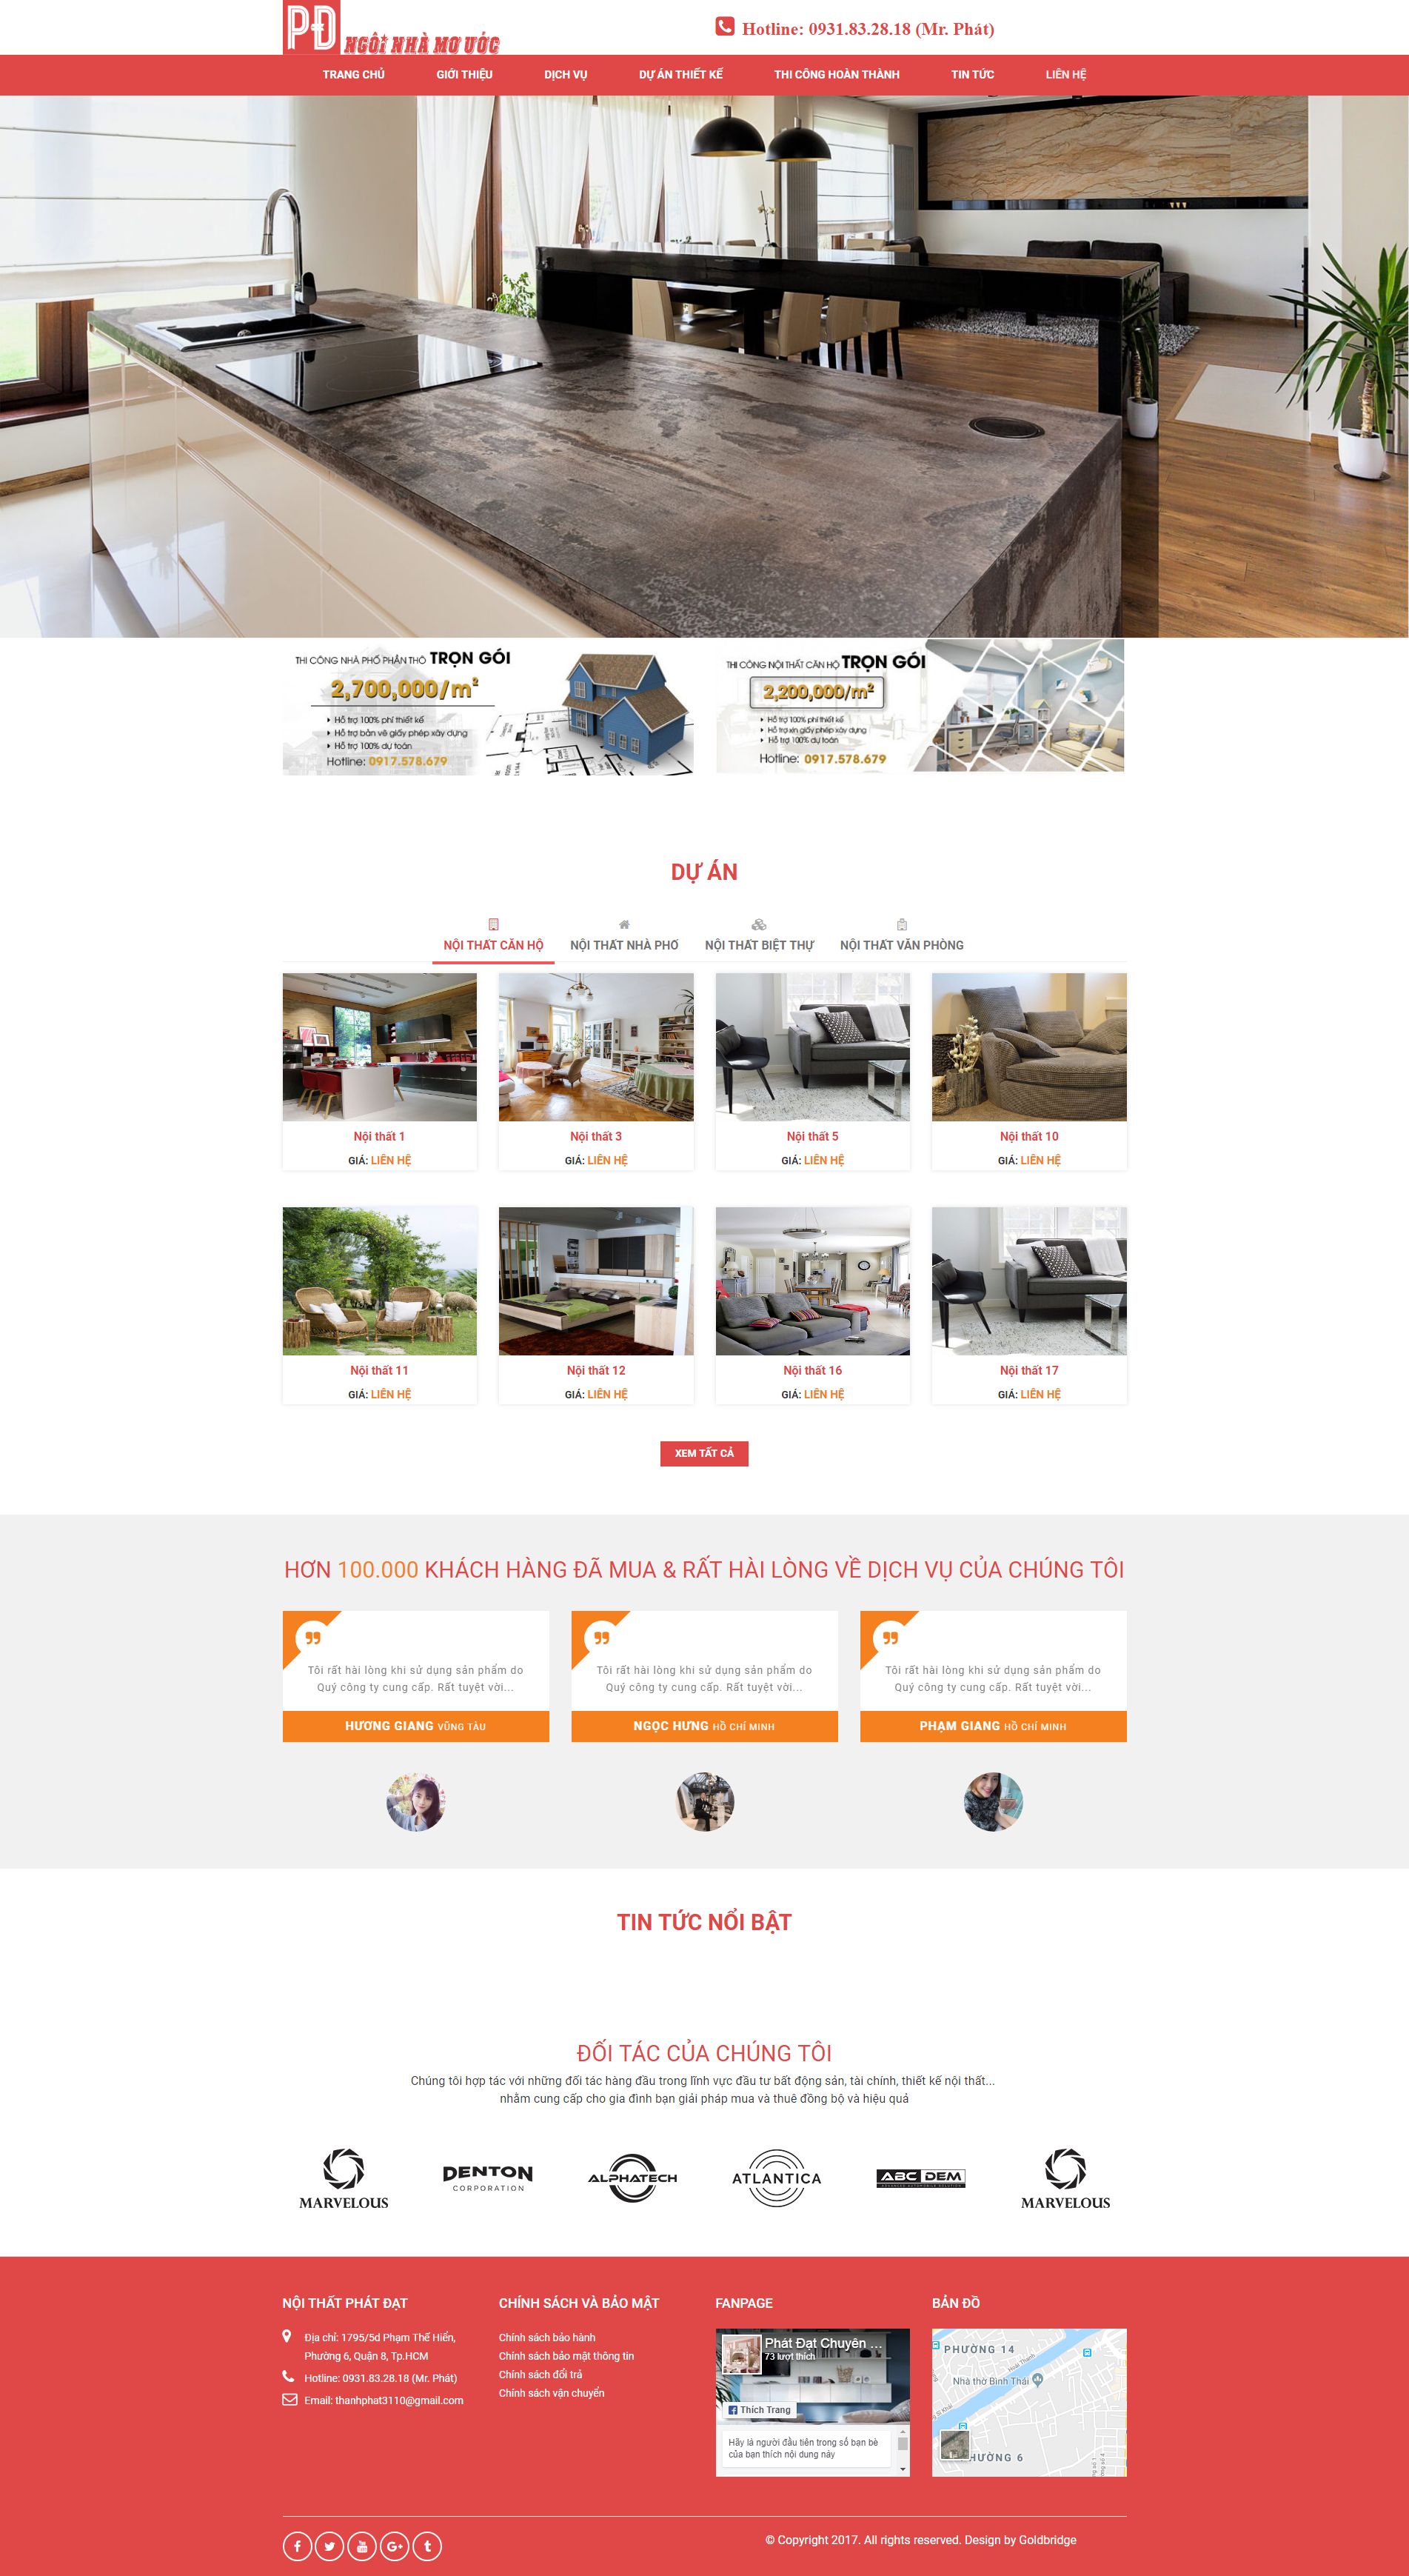 PĐ NGÔI NHÀ MƠ ƯỚC
Hotline: 0931.83.28.18 (Mr. Phát)
TRANG CHỦ GIỚI THIỆU DỊCH VỤ DỰ ÁN THIẾT KẾ THI CÔNG HOÀN THÀNH TIN TỨC LIÊN HỆ
THI CÔNG NHÀ PHỐ PHẦN THÔ TRỌN GÓI
2,700,000/m²
Hỗ trợ 100% phí thiết kế
Hỗ trợ bản vẽ giấy phép xây dựng
Hỗ trợ 100% dự toán
Hotline: 0917.578.679
THI CÔNG NỘI THẤT CĂN HỘ TRỌN GÓI
2,200,000/m²
Hỗ trợ 100% phí thiết kế
Hỗ trợ xin giấy phép xây dựng
Hỗ trợ 100% dự toán
Hotline: 0917.578.679
DỰ ÁN
NỘI THẤT CĂN HỘ NỘI THẤT NHÀ PHỐ NỘI THẤT BIỆT THỰ NỘI THẤT VĂN PHÒNG
Nội thất 1 Nội thất 3 Nội thất 5 Nội thất 10
GIÁ: LIÊN HỆ GIÁ: LIÊN HỆ GIÁ: LIÊN HỆ GIÁ: LIÊN HỆ
Nội thất 11 Nội thất 12 Nội thất 16 Nội thất 17
GIÁ: LIÊN HỆ GIÁ: LIÊN HỆ GIÁ: LIÊN HỆ GIÁ: LIÊN HỆ
XEM TẤT CẢ
HƠN 100.000 KHÁCH HÀNG ĐÃ MUA & RẤT HÀI LÒNG VỀ DỊCH VỤ CỦA CHÚNG TÔI
Tôi rất hài lòng khi sử dụng sản phẩm do
Quý công ty cung cấp. Rất tuyệt vời...
HƯƠNG GIANG VŨNG TÀU
Tôi rất hài lòng khi sử dụng sản phẩm do
Quý công ty cung cấp. Rất tuyệt vời...
NGỌC HƯNG HỒ CHÍ MINH
Tôi rất hài lòng khi sử dụng sản phẩm do
Quý công ty cung cấp. Rất tuyệt vời...
PHẠM GIANG HỒ CHÍ MINH
TIN TỨC NỔI BẬT
ĐỐI TÁC CỦA CHÚNG TÔI
Chúng tôi hợp tác với những đối tác hàng đầu trong lĩnh vực đầu tư bất động sản, tài chính, thiết kế nội thất...
nhằm cung cấp cho gia đình bạn giải pháp mua và thuê đồng bộ và hiệu quả
MARVELOUS
DENTON
CORPORATION
ALPHATECH
ATLANTICA
ABC DEM
MARVELOUS
NỘI THẤT PHÁT ĐẠT
Địa chỉ: 1795/5d Phạm Thế Hiển,
Phường 6, Quận 8, Tp.HCM
Hotline: 0931.83.28.18 (Mr. Phát)
Email: thanhphat3110@gmail.com
CHÍNH SÁCH VÀ BẢO MẬT
Chính sách bảo hành
Chính sách bảo mật thông tin
Chính sách đổi trả
Chính sách vận chuyển
FANPAGE
Phát Đạt Chuyên ...
73 lượt thích
Thích Trang
Hãy là người đầu tiên trong số bạn bè
của bạn thích nội dung này
BẢN ĐỒ
PHƯỜNG 14
Hoài Thanh
Nhà thờ Bình Thái
HƯỜNG 6
© Copyright 2017. All rights reserved. Design by Goldbridge